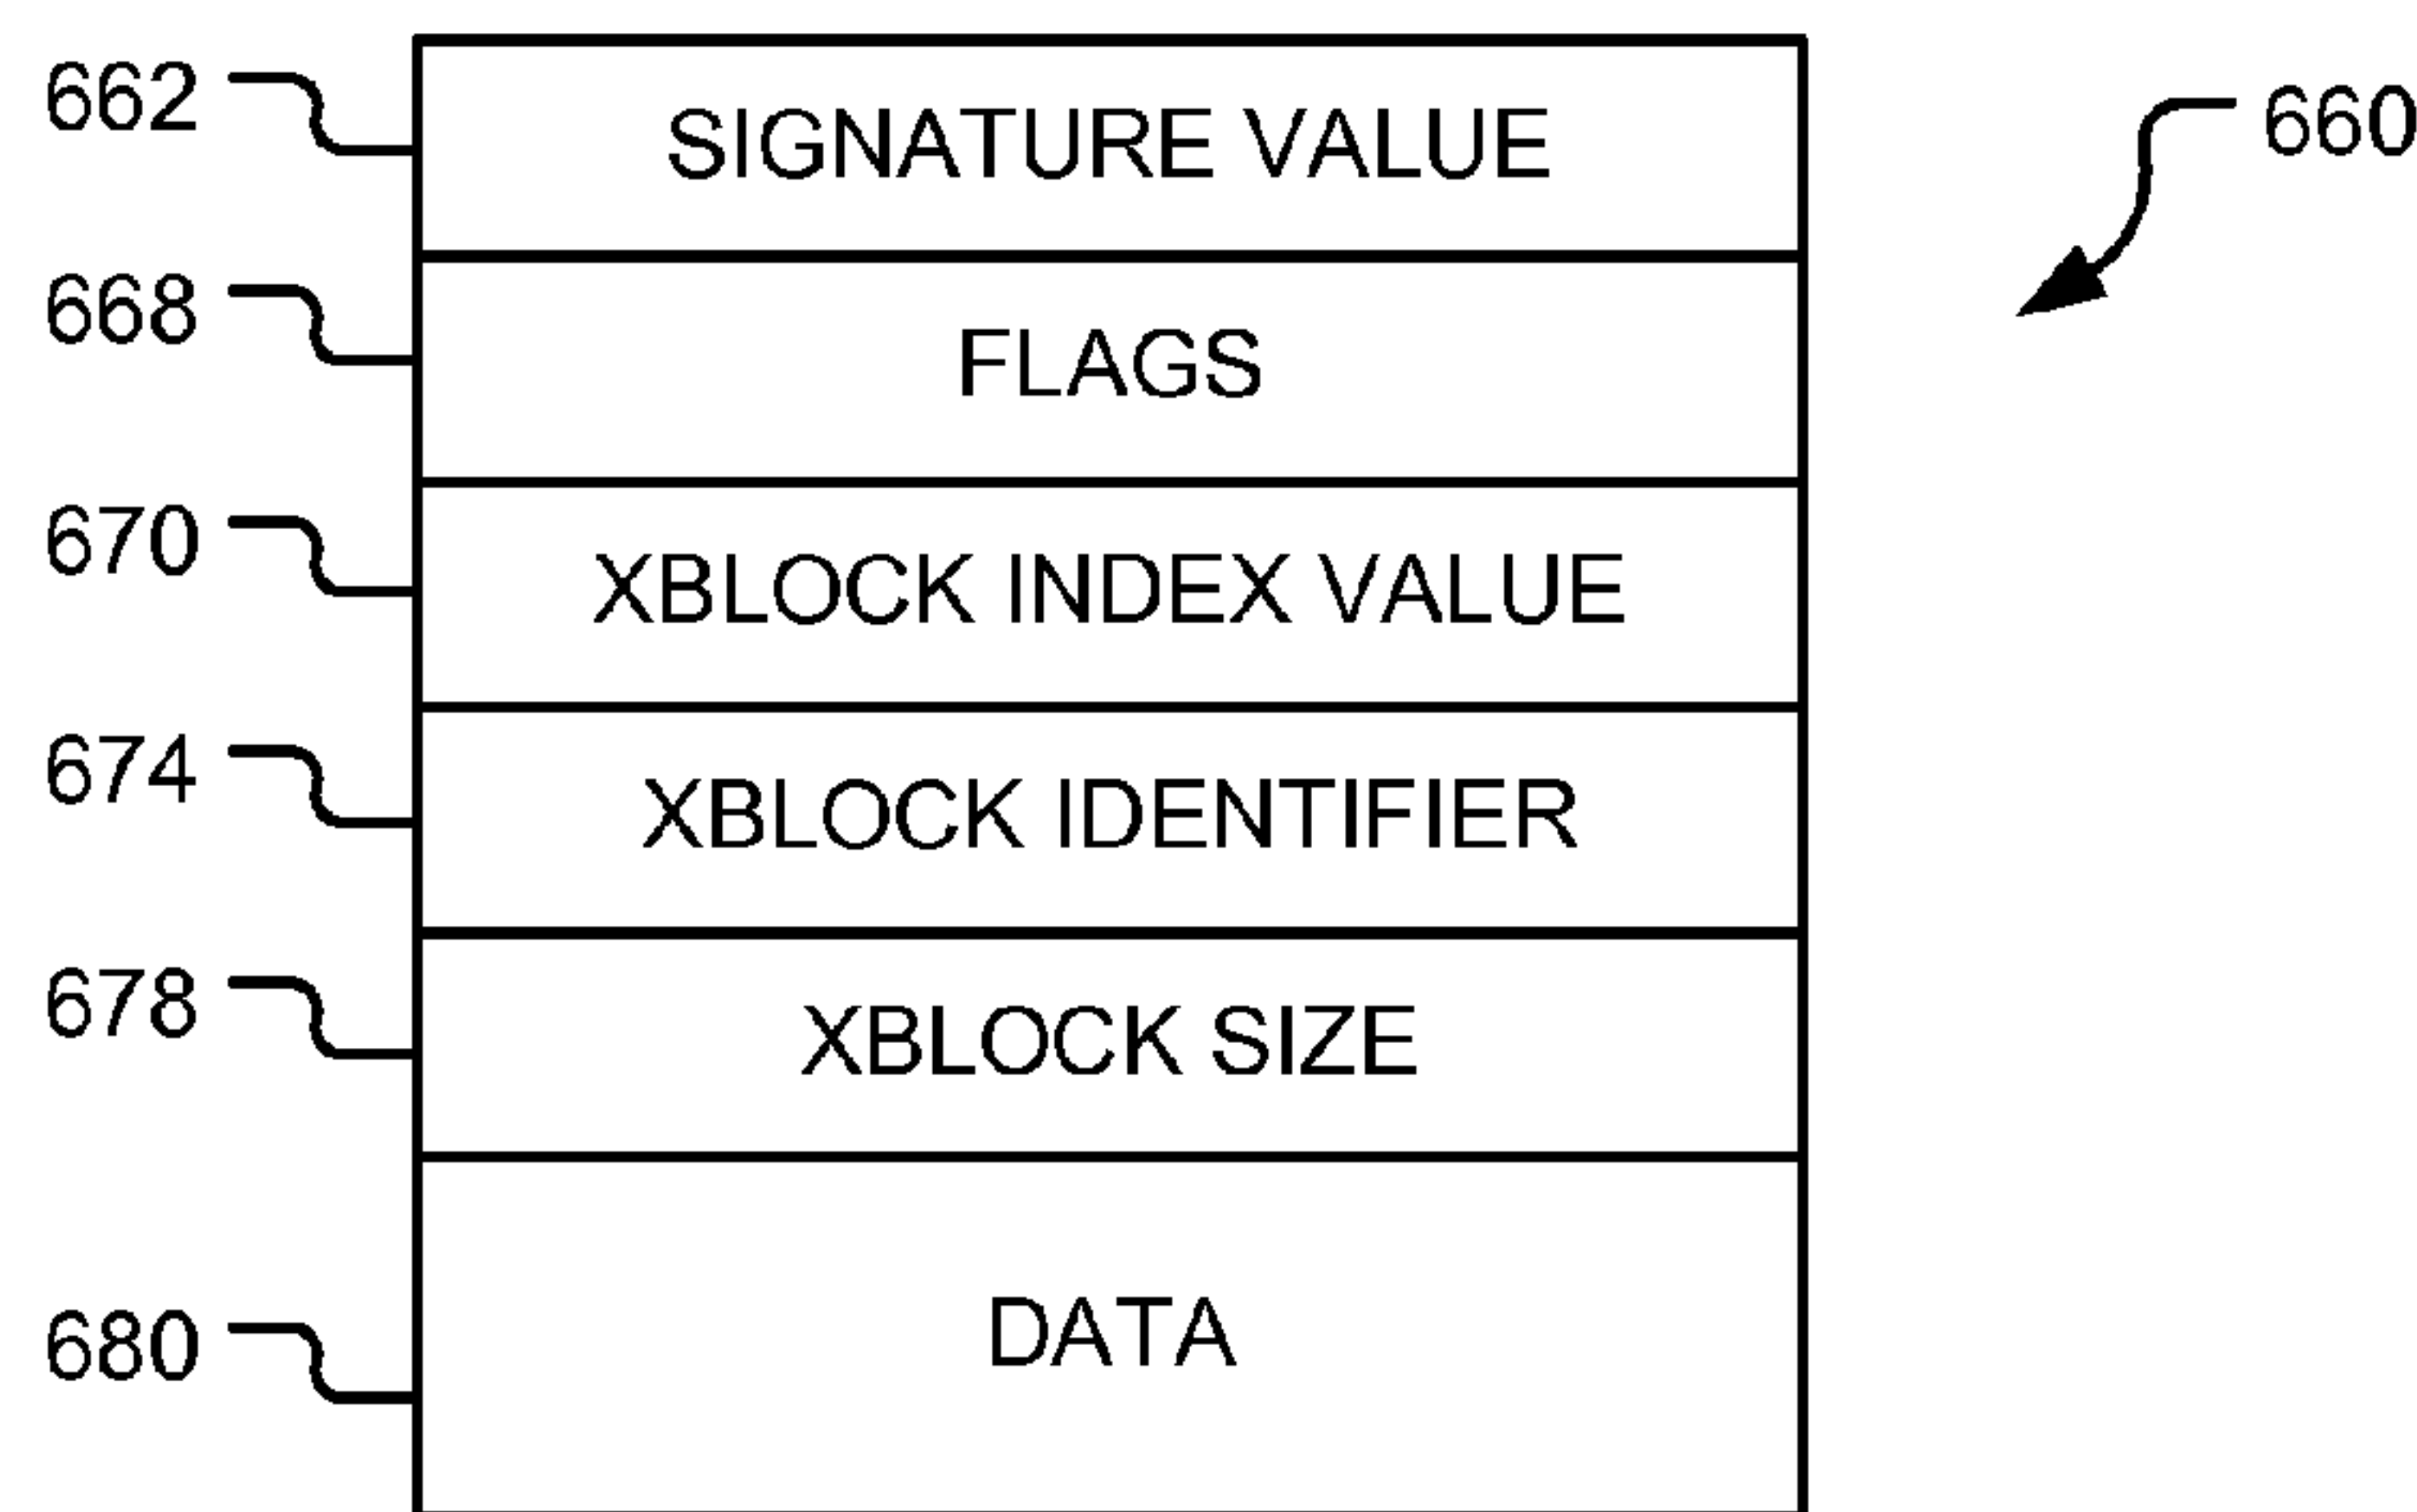 662
SIGNATURE VALUE
660
668
FLAGS
670
XBLOCK INDEX VALUE
674
XBLOCK IDENTIFIER
678
XBLOCK SIZE
680
DATA